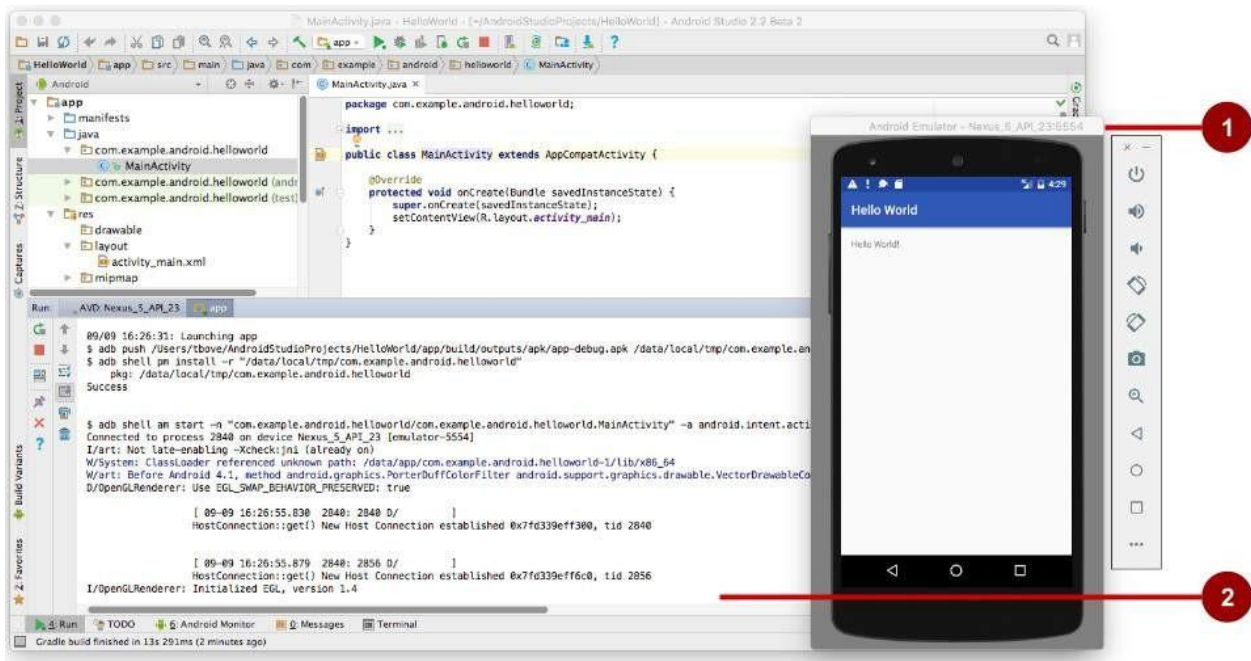 MainActivity.java - HelloWorld - [~/AndroidStudioProjects/HelloWorld] - Android Studio 2.2 Beta 2
app
HelloWorld app src main java com example android helloworld MainActivity
Android
MainActivity.java
1: Project
Z: Structure
Captures
Build Variants
2: Favorites
app
manifests
java
com.example.android.helloworld
MainActivity
com.example.android.helloworld (andr
com.example.android.helloworld (test)
res
drawable
layout
activity_main.xml
mipmap
package com.example.android.helloworld;
import ...
public class MainActivity extends AppCompatActivity {
@Override
protected void onCreate(Bundle savedInstanceState) {
super.onCreate(savedInstanceState);
setContentView(R.layout.activity_main);
}
}
Run: AVD: Nexus_5_API_23 app
09/09 16:26:31: Launching app
$ adb push /Users/tbove/AndroidStudioProjects/HelloWorld/app/build/outputs/apk/app-debug.apk /data/local/tmp/com.example.an
$ adb shell pm install -r "/data/local/tmp/com.example.android.helloworld"
pkg: /data/local/tmp/com.example.android.helloworld
Success
$ adb shell am start -n "com.example.android.helloworld/com.example.android.helloworld.MainActivity" -a android.intent.acti
Connected to process 2840 on device Nexus_5_API_23 [emulator-5554]
I/art: Not late-enabling -Xcheck:jni (already on)
W/System: ClassLoader referenced unknown path: /data/app/com.example.android.helloworld-1/lib/x86_64
W/art: Before Android 4.1, method android.graphics.PorterDuffColorFilter android.support.graphics.drawable.VectorDrawableCo
D/OpenGLRenderer: Use EGL_SWAP_BEHAVIOR_PRESERVED: true
[ 09-09 16:26:55.830 2840: 2840 D/ ]
HostConnection::get() New Host Connection established 0x7fd339eff300, tid 2840
[ 09-09 16:26:55.879 2840: 2856 D/ ]
HostConnection::get() New Host Connection established 0x7fd339eff6c0, tid 2856
I/OpenGLRenderer: Initialized EGL, version 1.4
4: Run TODO 6: Android Monitor 0: Messages Terminal
Gradle build finished in 13s 291ms (2 minutes ago)
Android Emulator - Nexus_5_API_23:5554
4:29
Hello World
Hello World!
1
2